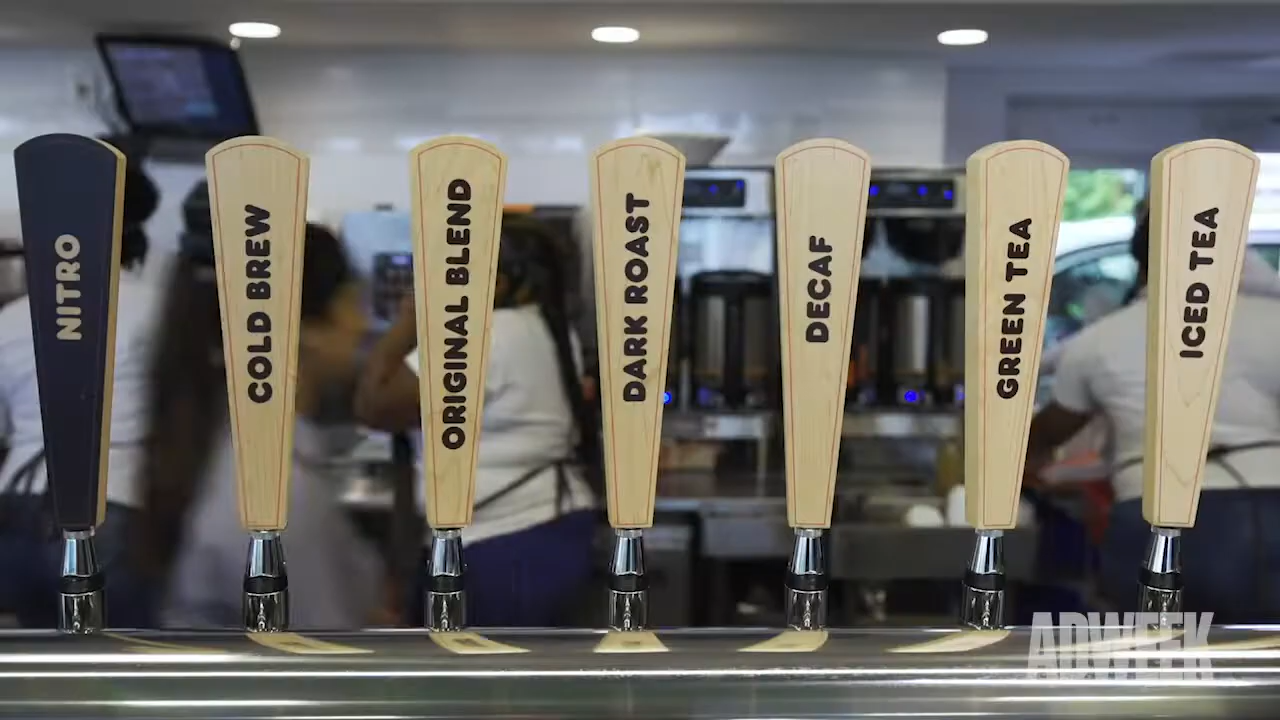 NITRO
COLD BREW
ORIGINAL BLEND
DARK ROAST
DECAF
GREEN TEA
ICED TEA
ADWEEK